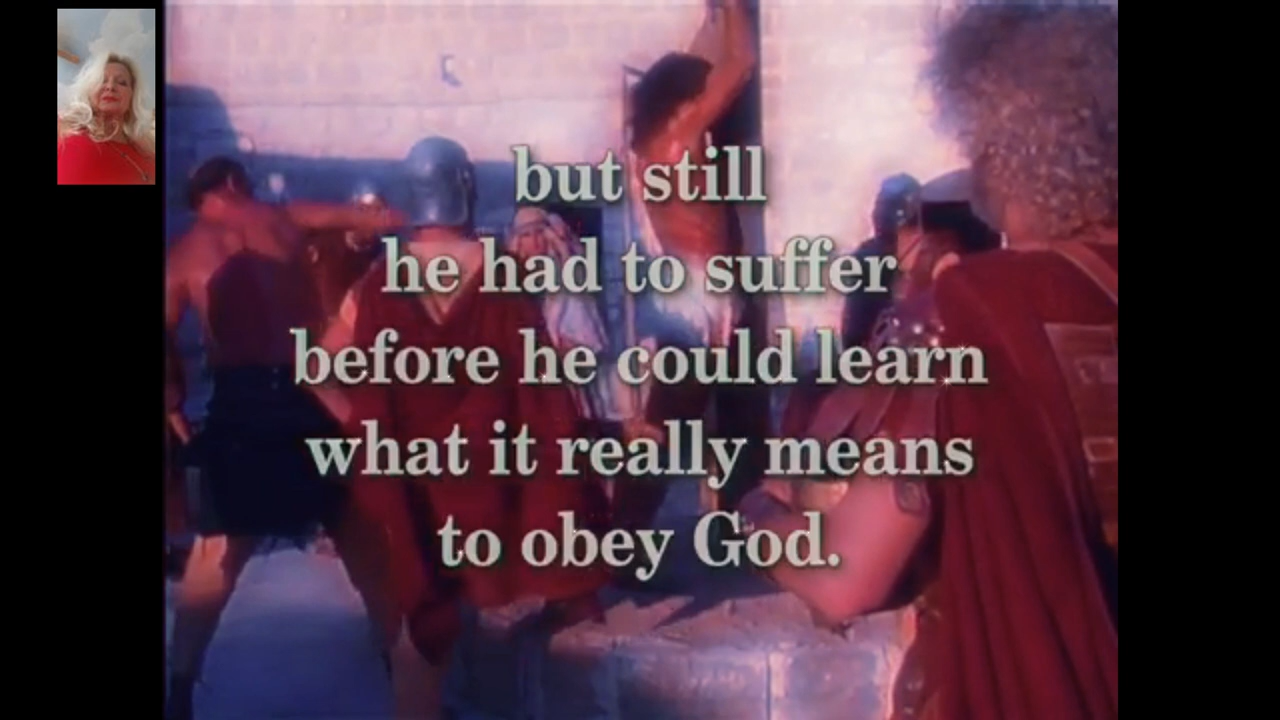 but still
he had to suffer
before he could learn
what it really means
to obey God.